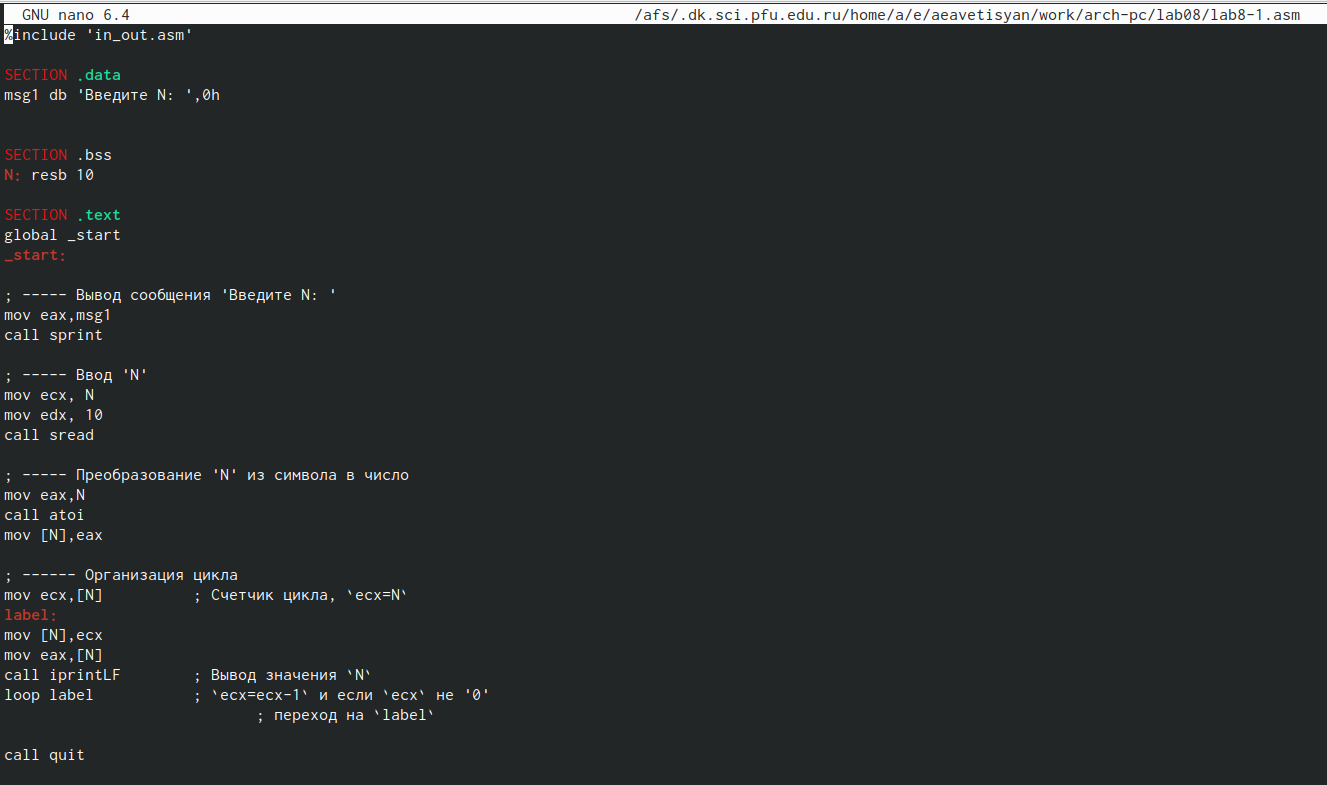 GNU nano 6.4 /afs/.dk.sci.pfu.edu.ru/home/a/e/aeavetisyan/work/arch-pc/lab08/lab8-1.asm
%include 'in_out.asm'
SECTION .data
msg1 db 'Введите N: ',0h
SECTION .bss
N: resb 10
SECTION .text
global _start
_start:
; ----- Вывод сообщения 'Введите N: '
mov eax,msg1
call sprint
; ----- Ввод 'N'
mov ecx, N
mov edx, 10
call sread
; ----- Преобразование 'N' из символа в число
mov eax,N
call atoi
mov [N],eax
; ------ Организация цикла
mov ecx,[N] ; Счетчик цикла, `ecx=N`
label:
mov [N],ecx
mov eax,[N]
call iprintLF ; Вывод значения `N`
loop label ; `ecx=ecx-1` и если `ecx` не '0'
; переход на `label`
call quit